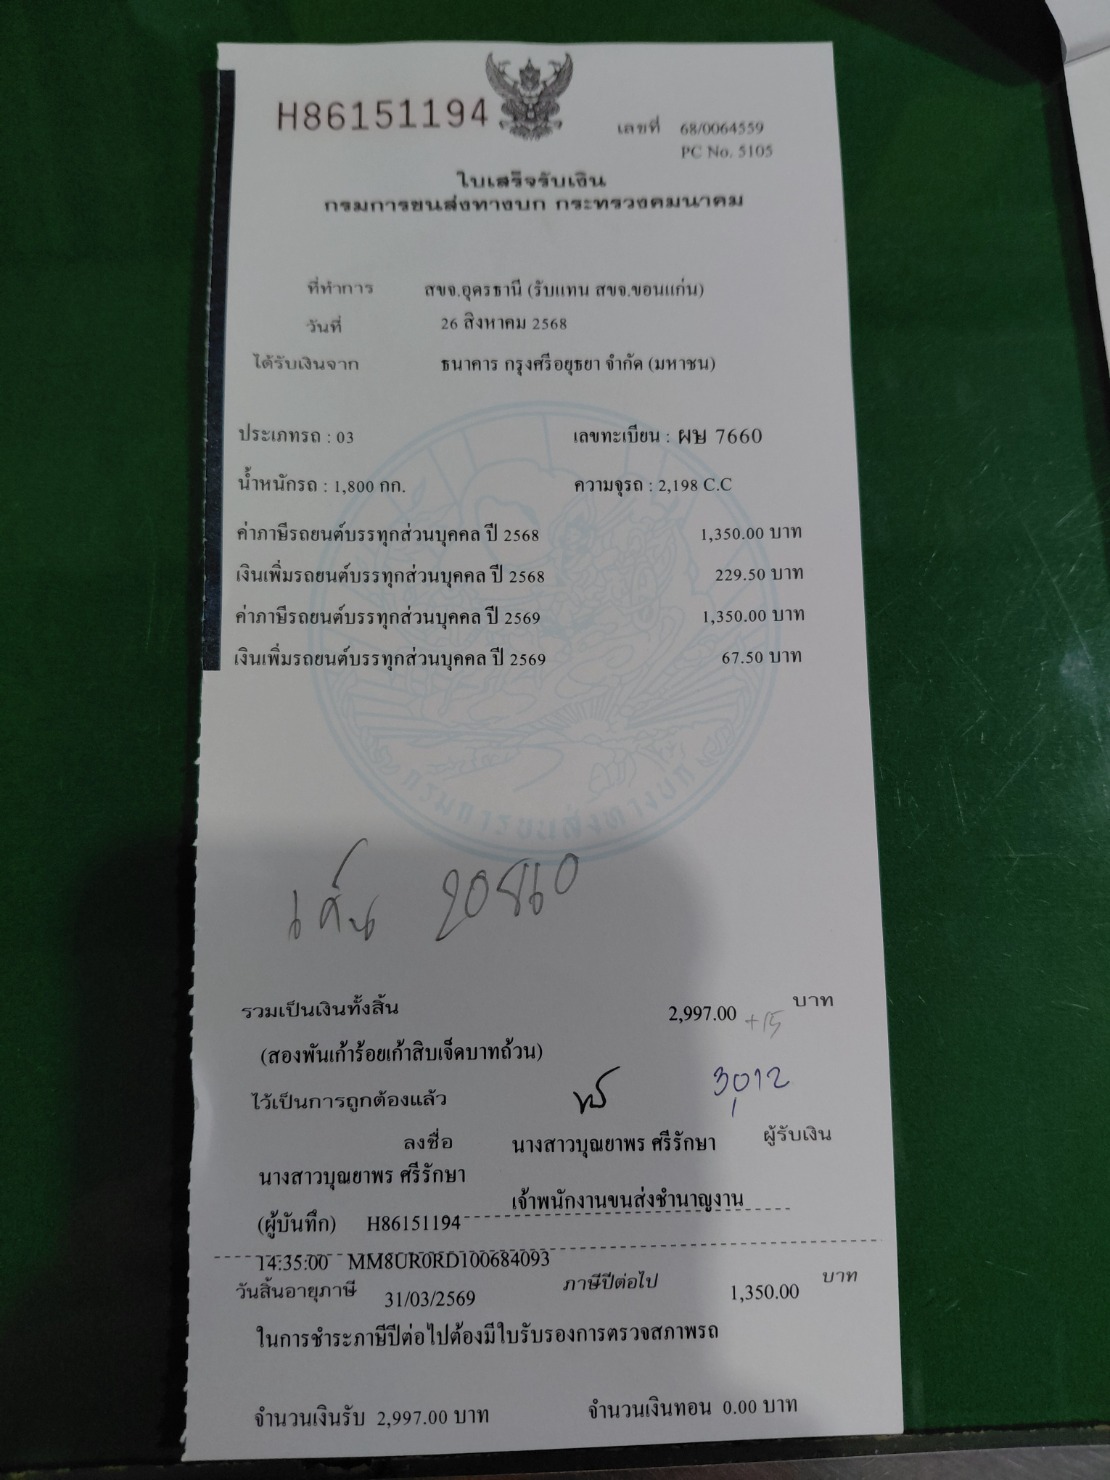 H86151194
เลขที่ 68/0064559
PC No. 5105
ใบเสร็จรับเงิน
กรมการขนส่งทางบก กระทรวงคมนาคม
ที่ทำการ สขจ.อุดรธานี (รับแทน สขจ.ขอนแก่น)
วันที่ 26 สิงหาคม 2568
ได้รับเงินจาก ธนาคาร กรุงศรีอยุธยา จำกัด (มหาชน)
ประเภทรถ : 03 เลขทะเบียน : ผษ 7660
น้ำหนักรถ : 1,800 กก. ความจุรถ : 2,198 C.C
ค่าภาษีรถยนต์บรรทุกส่วนบุคคล ปี 2568 1,350.00 บาท
เงินเพิ่มรถยนต์บรรทุกส่วนบุคคล ปี 2568 229.50 บาท
ค่าภาษีรถยนต์บรรทุกส่วนบุคคล ปี 2569 1,350.00 บาท
เงินเพิ่มรถยนต์บรรทุกส่วนบุคคล ปี 2569 67.50 บาท
กรมการขนส่งทางบก
รวมเป็นเงินทั้งสิ้น 2,997.00 บาท
+15
(สองพันเก้าร้อยเก้าสิบเจ็ดบาทถ้วน)
3,012
ไว้เป็นการถูกต้องแล้ว
ลงชื่อ นางสาวบุณยาพร ศรีรักษา ผู้รับเงิน
นางสาวบุณยาพร ศรีรักษา
เจ้าพนักงานขนส่งชำนาญงาน
(ผู้บันทึก) H86151194
14:35:00 MM8UR0RD100684093
วันสิ้นอายุภาษี 31/03/2569 ภาษีปีต่อไป 1,350.00 บาท
ในการชำระภาษีปีต่อไปต้องมีใบรับรองการตรวจสภาพรถ
จำนวนเงินรับ 2,997.00 บาท จำนวนเงินทอน 0.00 บาท